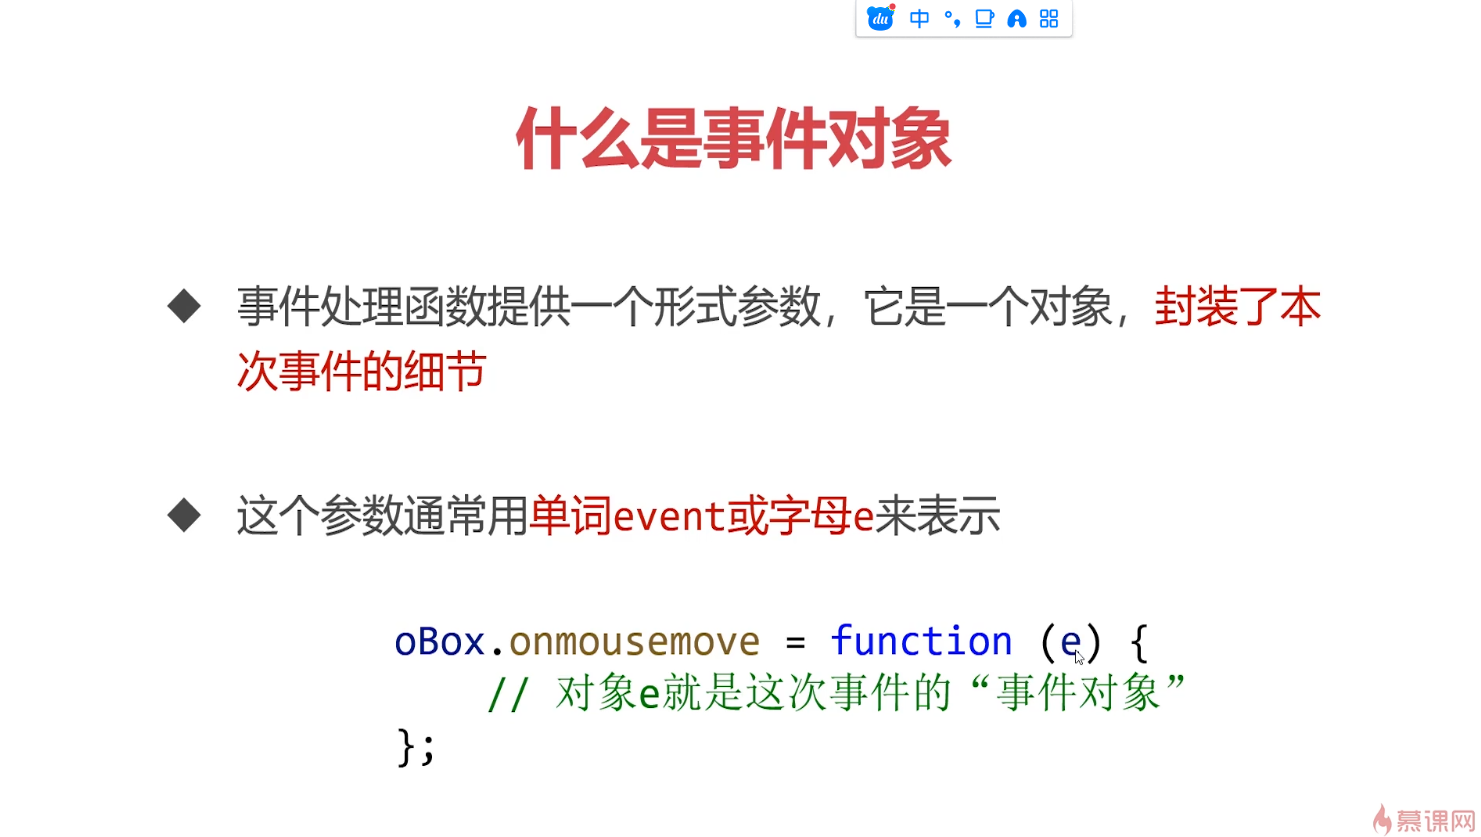 中
什么是事件对象
事件处理函数提供一个形式参数，它是一个对象，封装了本
次事件的细节
这个参数通常用单词event或字母e来表示
oBox.onmousemove = function (e) {
// 对象e就是这次事件的“事件对象”
};
慕课网